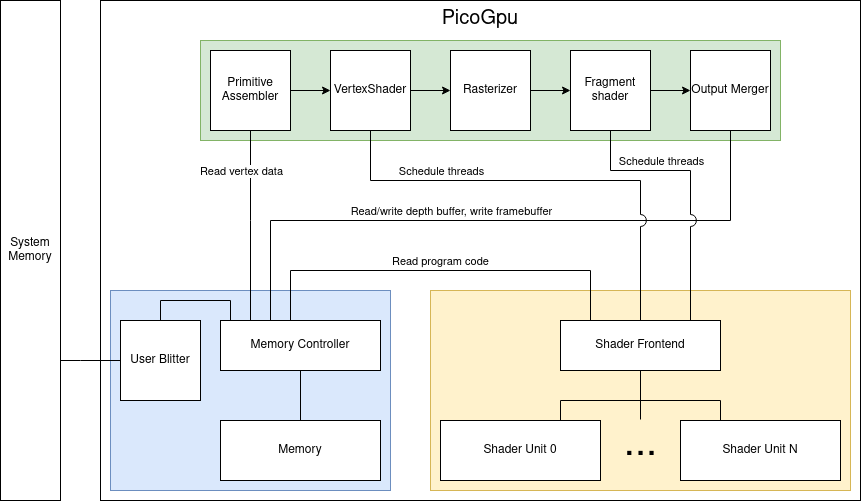 PicoGpu
Primitive
Assembler
VertexShader
Rasterizer
Fragment
shader
Output Merger
Read vertex data
Schedule threads
Schedule threads
Read/write depth buffer, write framebuffer
System
Memory
Read program code
User Blitter
Memory Controller
Shader Frontend
Memory
Shader Unit 0
...
Shader Unit N